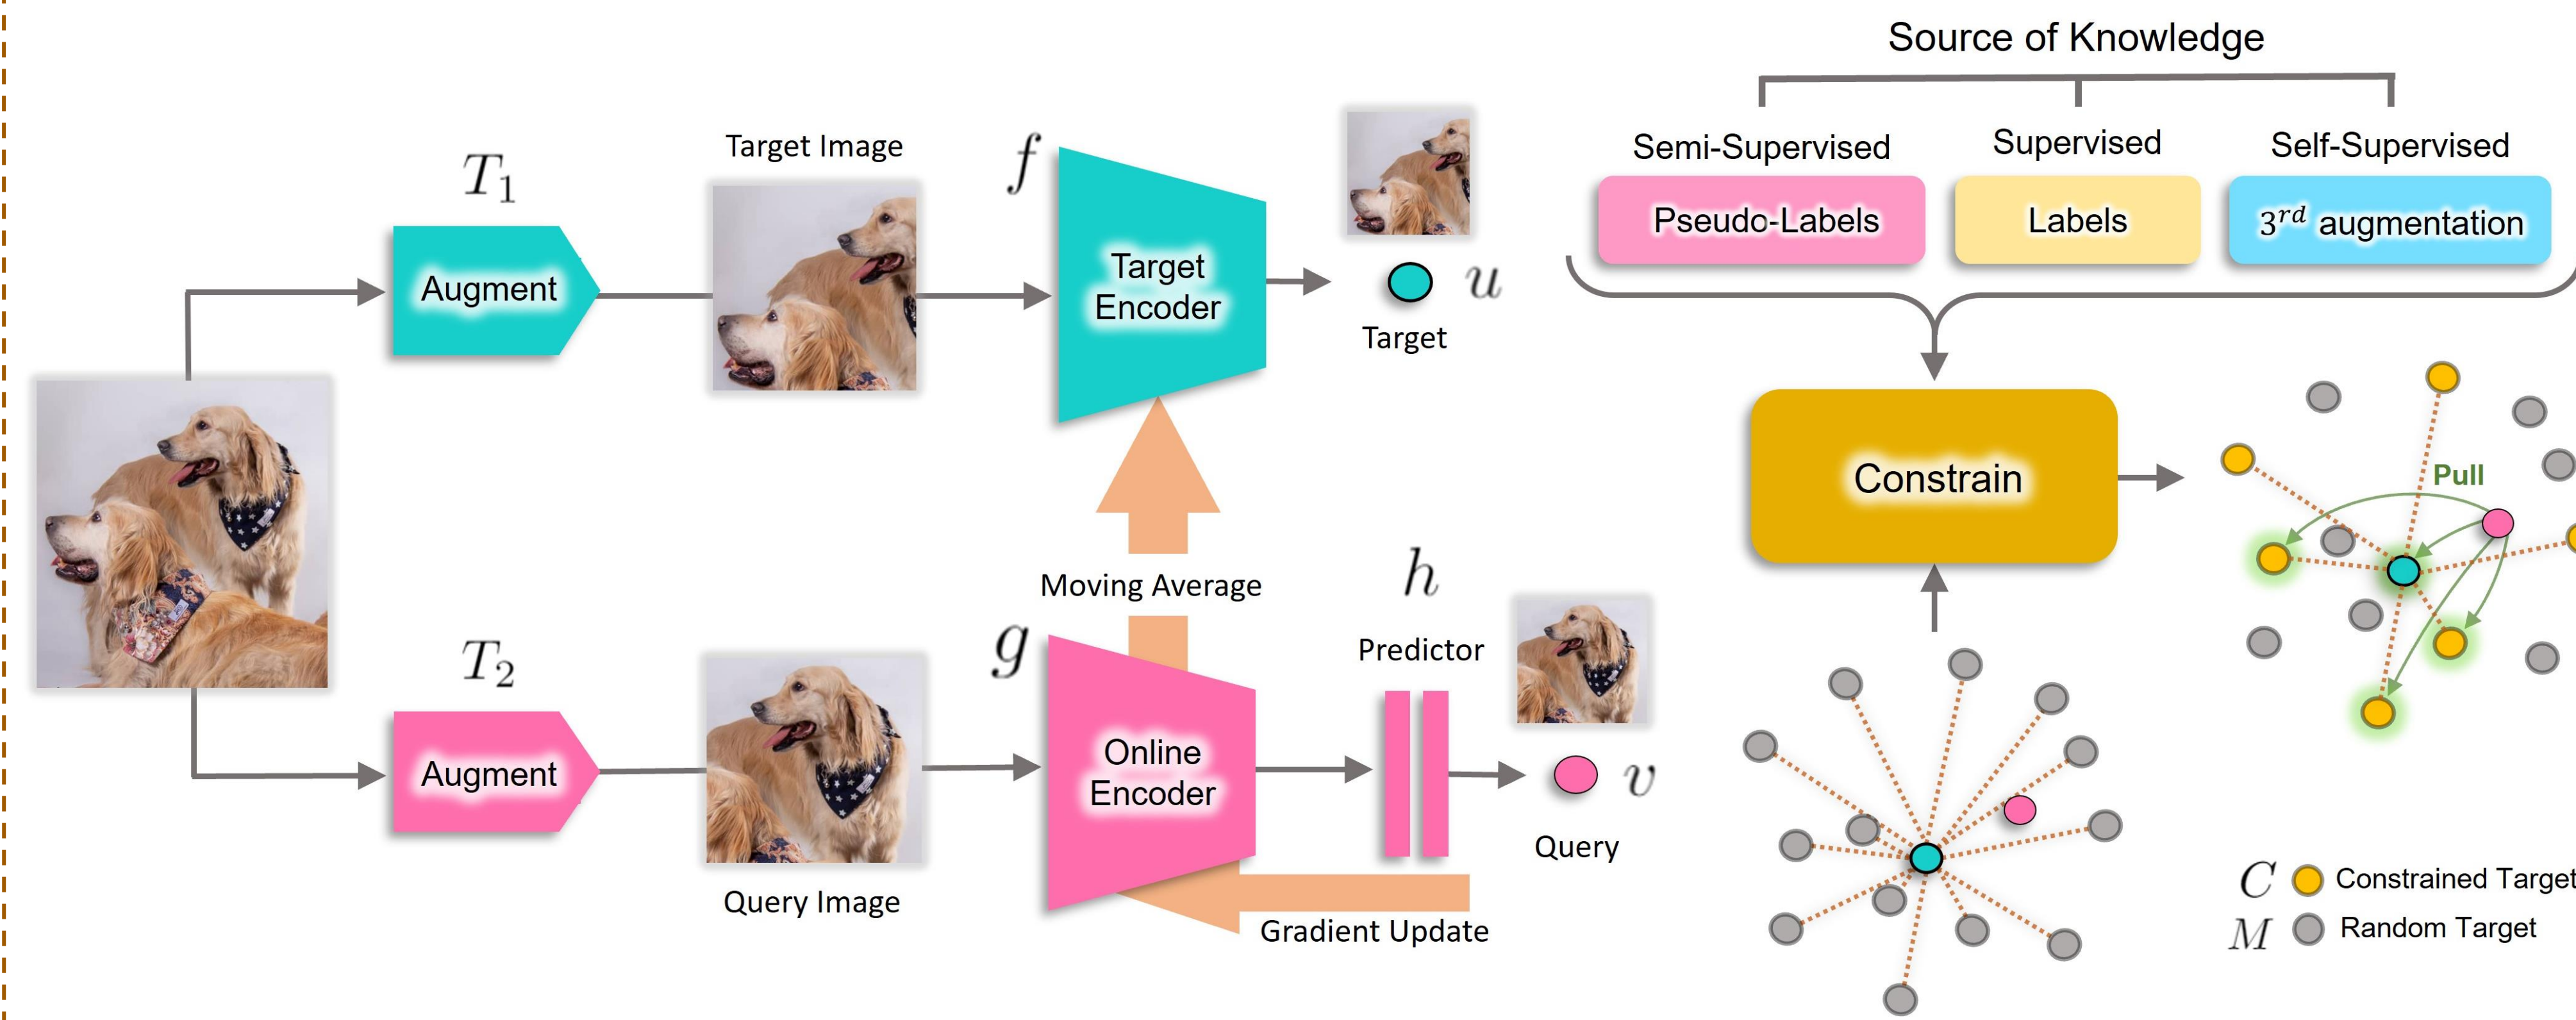 Source of Knowledge
Semi-Supervised
Supervised
Self-Supervised
Pseudo-Labels
Labels
3rd augmentation
T1
Augment
Target Image
f
Target
Encoder
u
Target
Constrain
Pull
Moving Average
T2
Augment
Query Image
g
Online
Encoder
h
Predictor
v
Query
Gradient Update
C
Constrained Target
M
Random Target